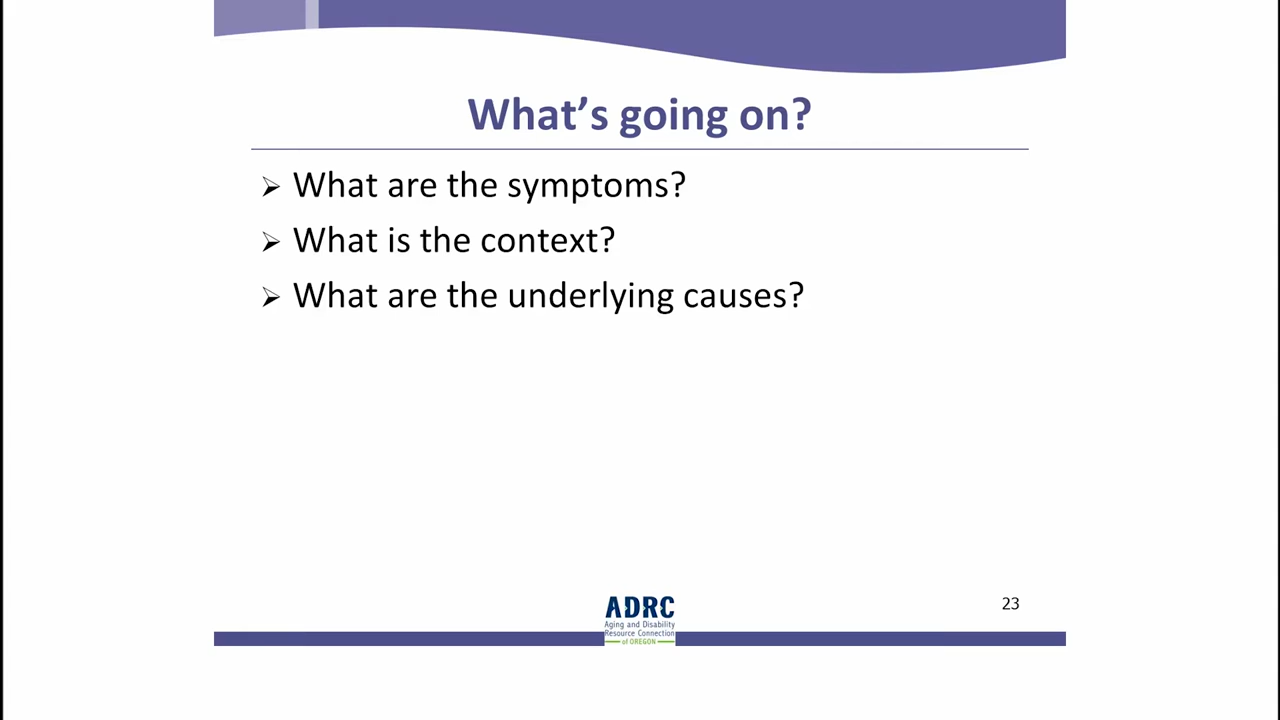 What's going on?
➢ What are the symptoms?
➢ What is the context?
➢ What are the underlying causes?
23
ADRC
Aging and Disability
Resource Connection
of OREGON